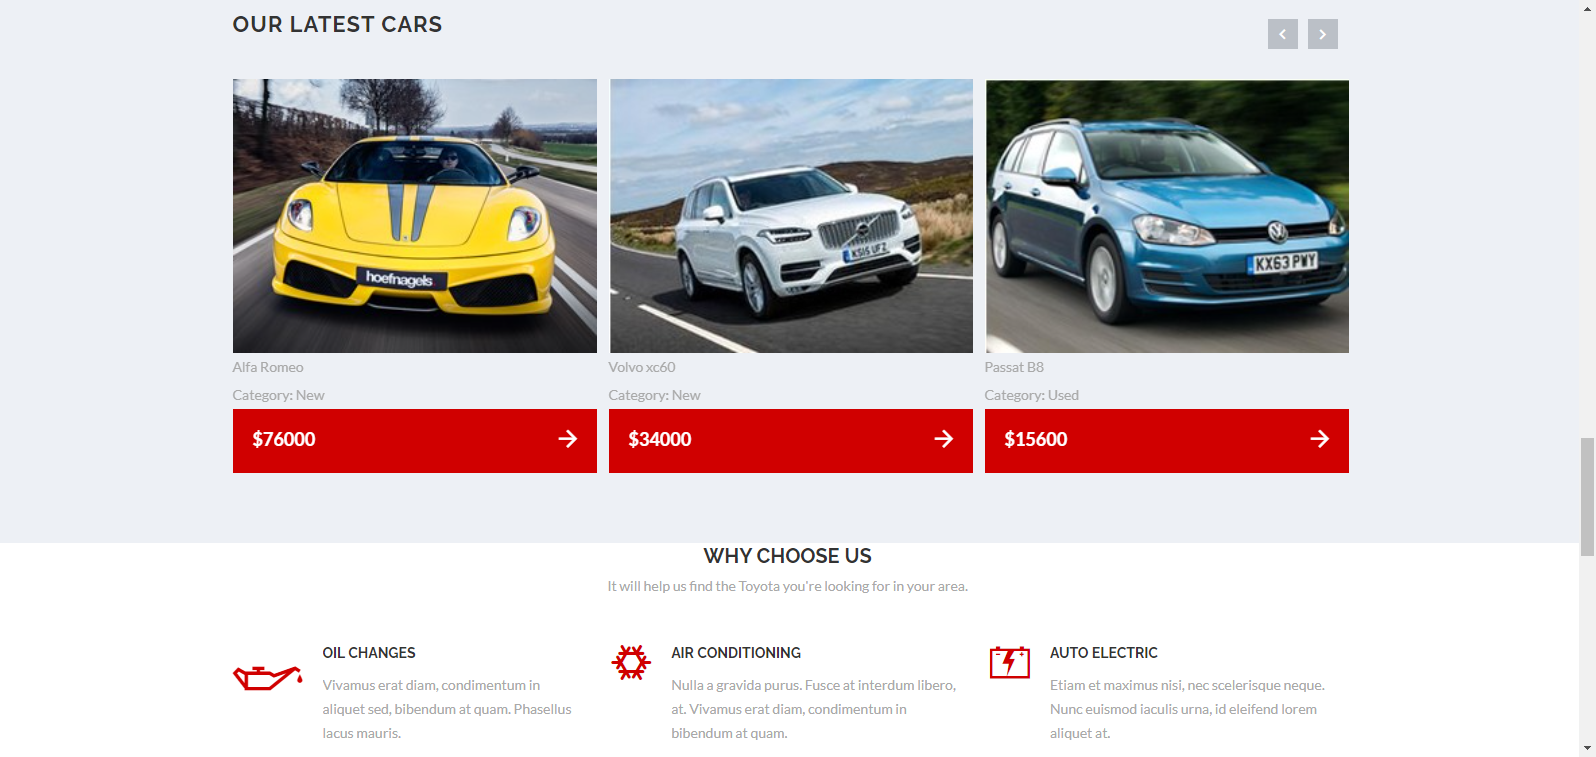 OUR LATEST CARS
hoefnagels
KS15 UFZ
KX63 PWY
Alfa Romeo
Volvo xc60
Passat B8
Category: New
Category: New
Category: Used
$76000
$34000
$15600
WHY CHOOSE US
It will help us find the Toyota you're looking for in your area.
OIL CHANGES
Vivamus erat diam, condimentum in
aliquet sed, bibendum at quam. Phasellus
lacus mauris.
AIR CONDITIONING
Nulla a gravida purus. Fusce at interdum libero,
at. Vivamus erat diam, condimentum in
bibendum at quam.
AUTO ELECTRIC
Etiam et maximus nisi, nec scelerisque neque.
Nunc euismod iaculis urna, id eleifend lorem
aliquet at.